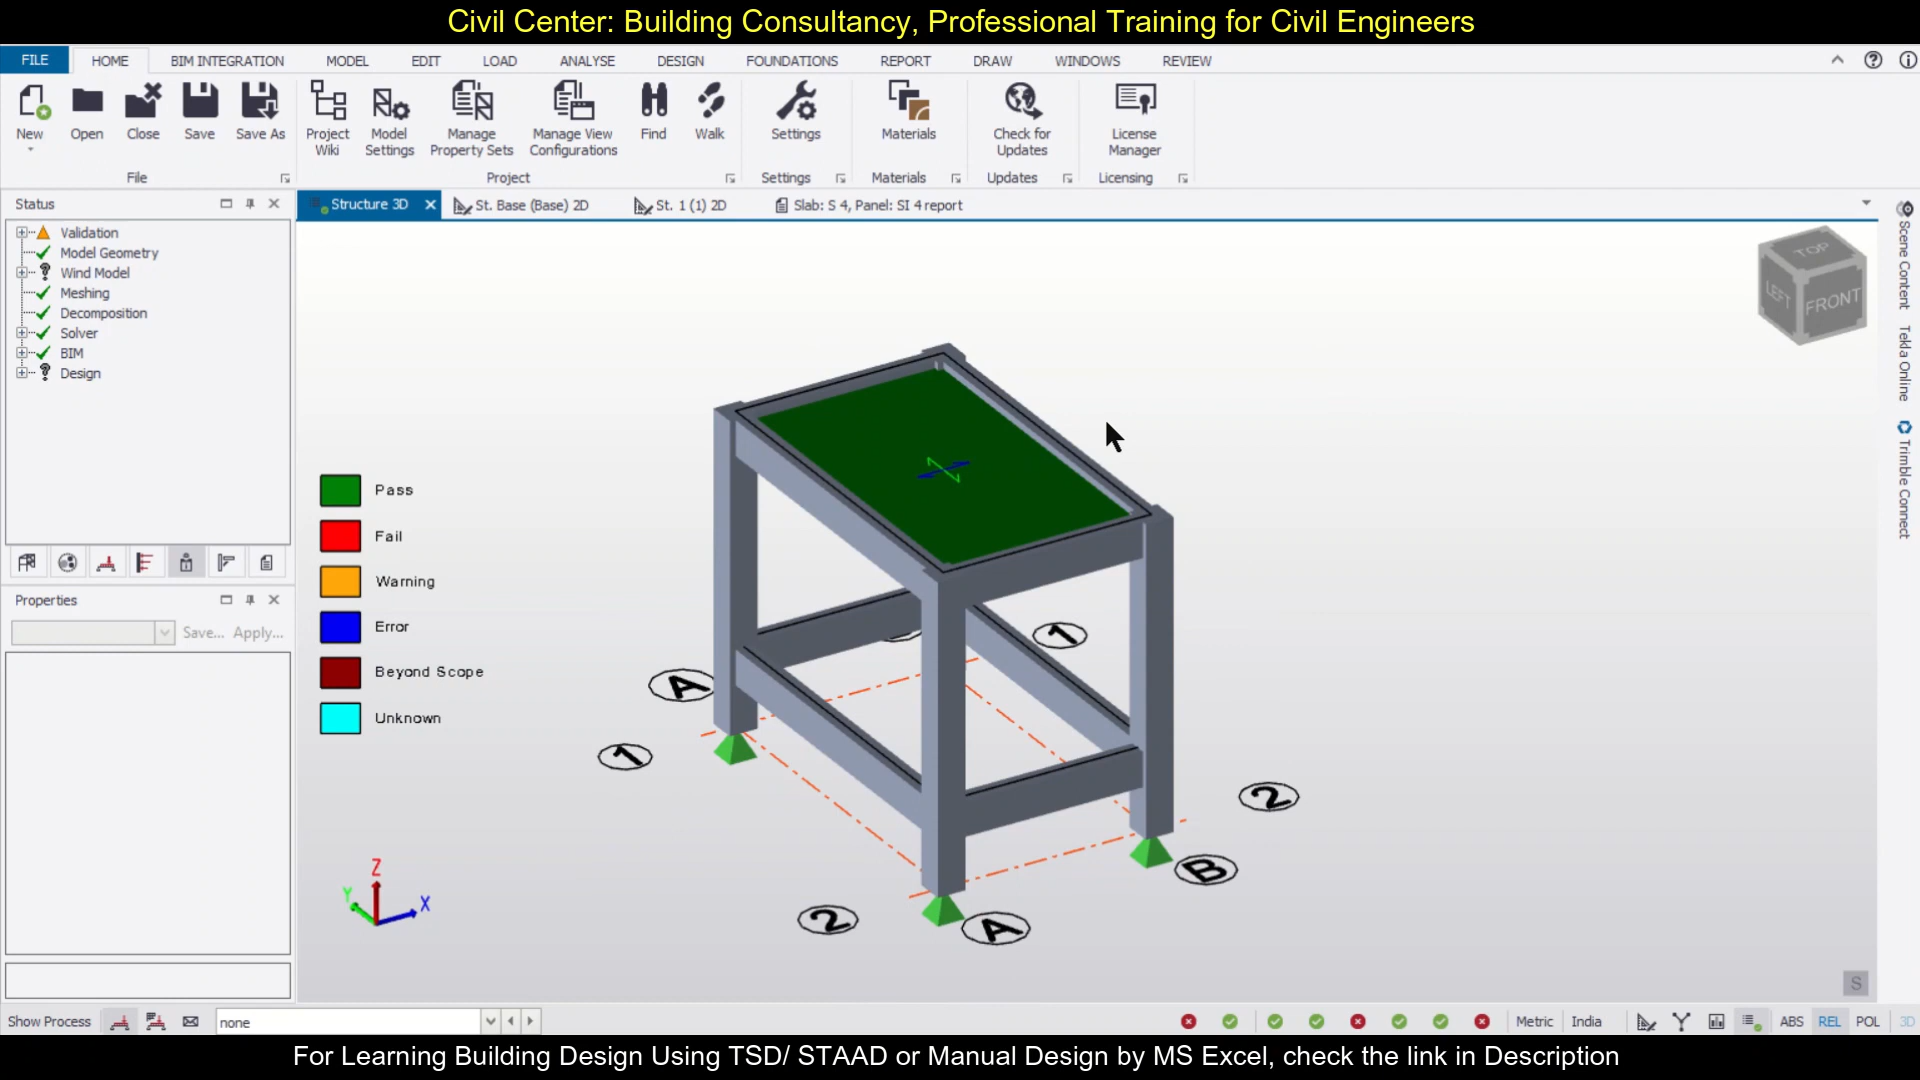 Civil Center: Building Consultancy, Professional Training for Civil Engineers
FILE HOME BIM INTEGRATION MODEL EDIT LOAD ANALYSE DESIGN FOUNDATIONS REPORT DRAW WINDOWS REVIEW
New Open Close Save Save As Project Wiki Model Settings Manage Property Sets Manage View Configurations Find Walk Settings Materials Check for Updates License Manager
File Project Settings Materials Updates Licensing
Status
Structure 3D St. Base (Base) 2D St. 1 (1) 2D Slab: S 4, Panel: SI 4 report
Validation
Model Geometry
Wind Model
Meshing
Decomposition
Solver
BIM
Design
TOP
LEFT FRONT
Scene Content
Tekla Online
Trimble Connect
Pass
Fail
Warning
Error
Beyond Scope
Unknown
Properties
Save... Apply...
1
A
1
2
B
2
A
Z
Y
X
S
Show Process none Metric India ABS REL POL 3D
For Learning Building Design Using TSD/ STAAD or Manual Design by MS Excel, check the link in Description